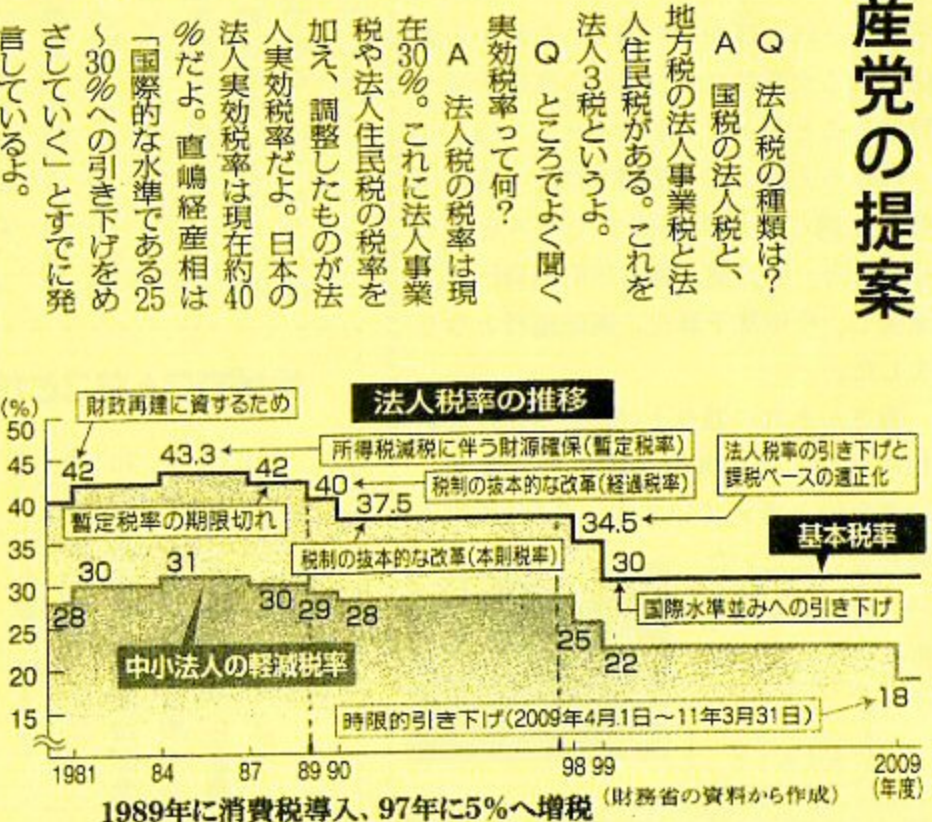 産党の提案
Q 法人税の種類は?
A 国税の法人税と、
地方税の法人事業税と法
人住民税がある。これを
法人3税というよ。
Q ところでよく聞く
実効税率って何?
A 法人税の税率は現
在30%。これに法人事業
税や法人住民税の税率を
加え、調整したものが法
人実効税率だよ。日本の
法人実効税率は現在約40
%だよ。直嶋経産相は
「国際的な水準である25
~30%への引き下げをめ
ざしていく」とすでに発
言しているよ。
法人税率の推移
(%)
50
45
40
35
30
25
20
15
財政再建に資するため
42
43.3
所得税減税に伴う財源確保(暫定税率)
42
暫定税率の期限切れ
40
税制の抜本的な改革(経過税率)
37.5
税制の抜本的な改革(本則税率)
法人税率の引き下げと
課税ベースの適正化
34.5
基本税率
30
国際水準並みへの引き下げ
28
30
31
30
29
28
25
22
18
中小法人の軽減税率
時限的引き下げ(2009年4月1日~11年3月31日)
1981
84
87
89
90
98
99
2009
(年度)
1989年に消費税導入、97年に5%へ増税
(財務省の資料から作成)